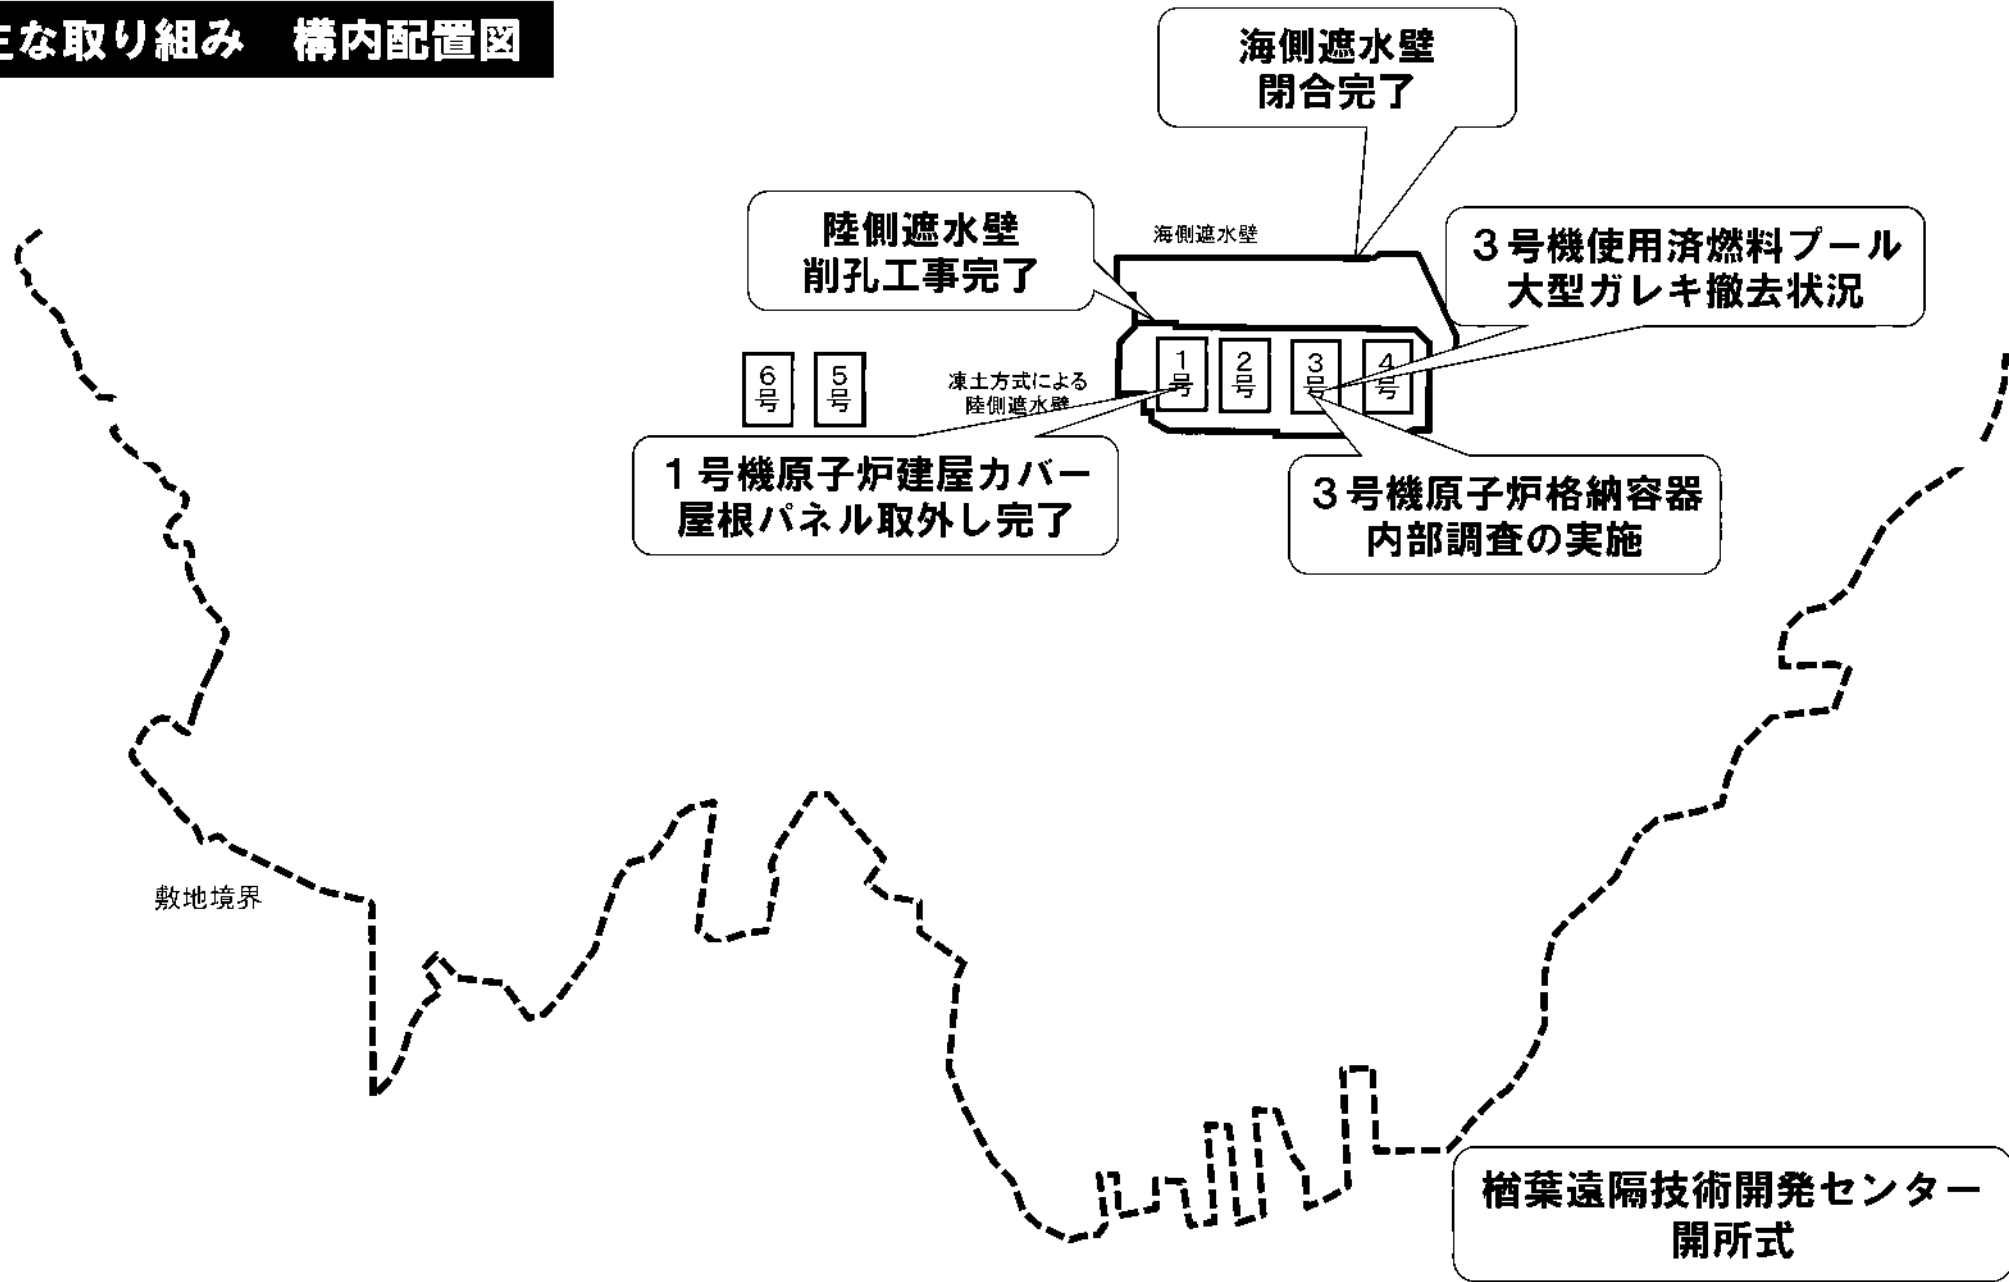 な取り組み　構内配置図
海側遮水壁
閉合完了
陸側遮水壁
削孔工事完了
海側遮水壁
３号機使用済燃料プール
大型ガレキ撤去状況
6号
5号
凍土方式による
陸側遮水壁
1号
2号
3号
4号
１号機原子炉建屋カバー
屋根パネル取外し完了
３号機原子炉格納容器
内部調査の実施
敷地境界
楢葉遠隔技術開発センター
開所式